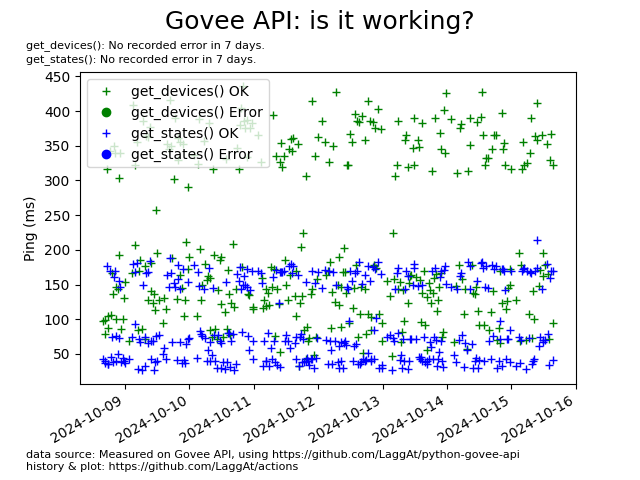 Govee API: is it working?
get_devices(): No recorded error in 7 days.
get_states(): No recorded error in 7 days.
450
400
350
300
250
200
150
100
50
Ping (ms)
get_devices() OK
get_devices() Error
get_states() OK
get_states() Error
2024-10-09
2024-10-10
2024-10-11
2024-10-12
2024-10-13
2024-10-14
2024-10-15
2024-10-16
data source: Measured on Govee API, using https://github.com/LaggAt/python-govee-api
history & plot: https://github.com/LaggAt/actions